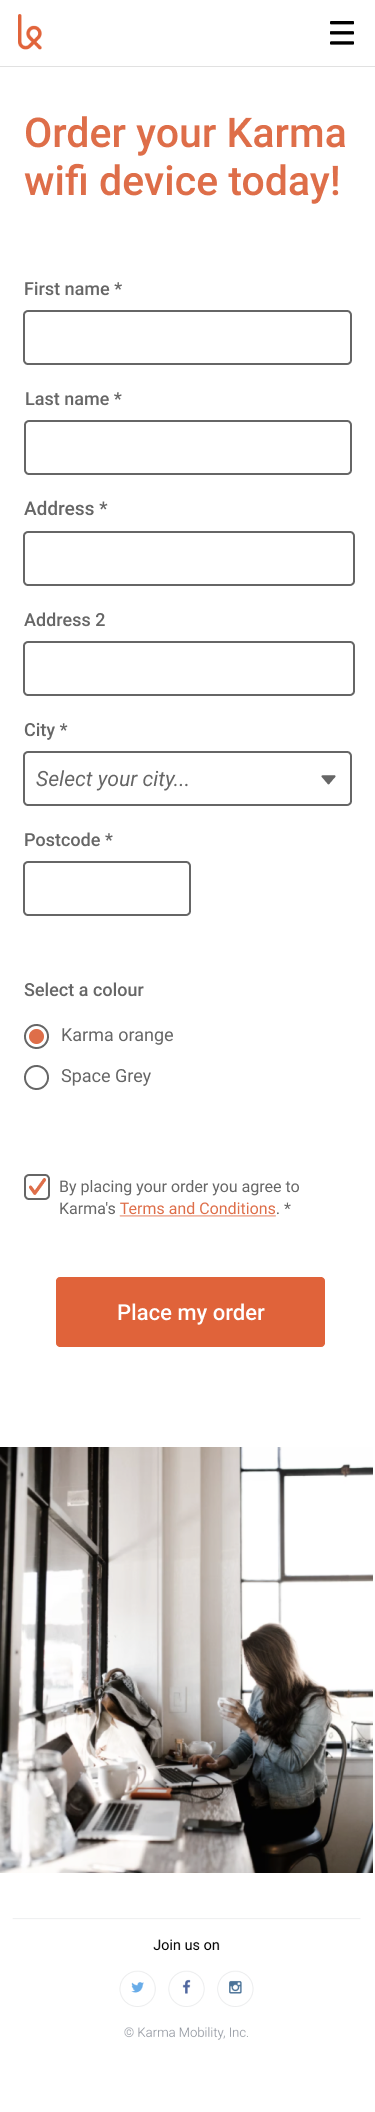 Order your Karma
wifi device today!
First name *
Last name *
Address *
Address 2
City *
Select your city...
Postcode *
Select a colour
Karma orange
Space Grey
By placing your order you agree to
Karma's Terms and Conditions. *
Place my order
Join us on
© Karma Mobility, Inc.